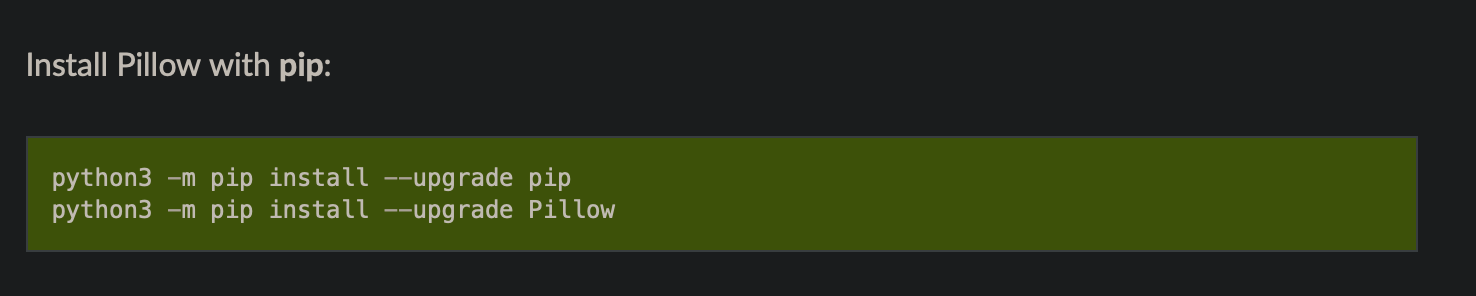 Install Pillow with pip:
python3 -m pip install --upgrade pip
python3 -m pip install --upgrade Pillow